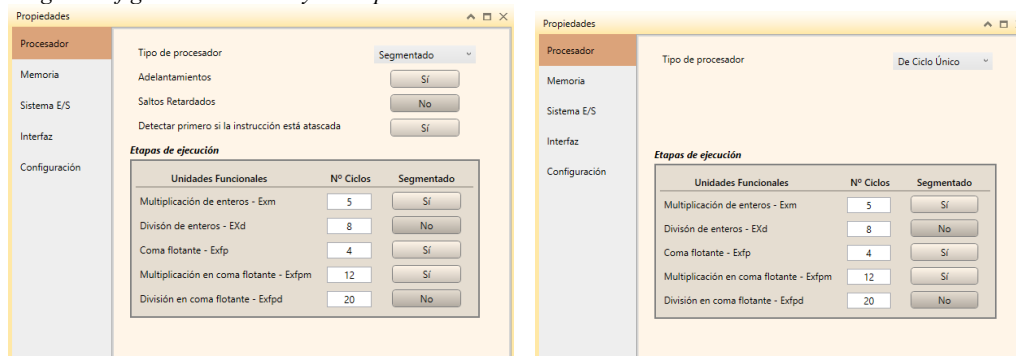 Propiedades
Procesador
Memoria
Sistema E/S
Interfaz
Configuración
Tipo de procesador Segmentado
Adelantamientos Sí
Saltos Retardados No
Detectar primero si la instrucción está atascada Sí
Etapas de ejecución
Unidades Funcionales Nº Ciclos Segmentado
Multiplicación de enteros - Exm 5 Sí
Divisón de enteros - EXd 8 No
Coma flotante - Exfp 4 Sí
Multiplicación en coma flotante - Exfpm 12 Sí
División en coma flotante - Exfpd 20 No
Propiedades
Procesador
Memoria
Sistema E/S
Interfaz
Configuración
Tipo de procesador De Ciclo Único
Etapas de ejecución
Unidades Funcionales Nº Ciclos Segmentado
Multiplicación de enteros - Exm 5 Sí
Divisón de enteros - EXd 8 No
Coma flotante - Exfp 4 Sí
Multiplicación en coma flotante - Exfpm 12 Sí
División en coma flotante - Exfpd 20 No